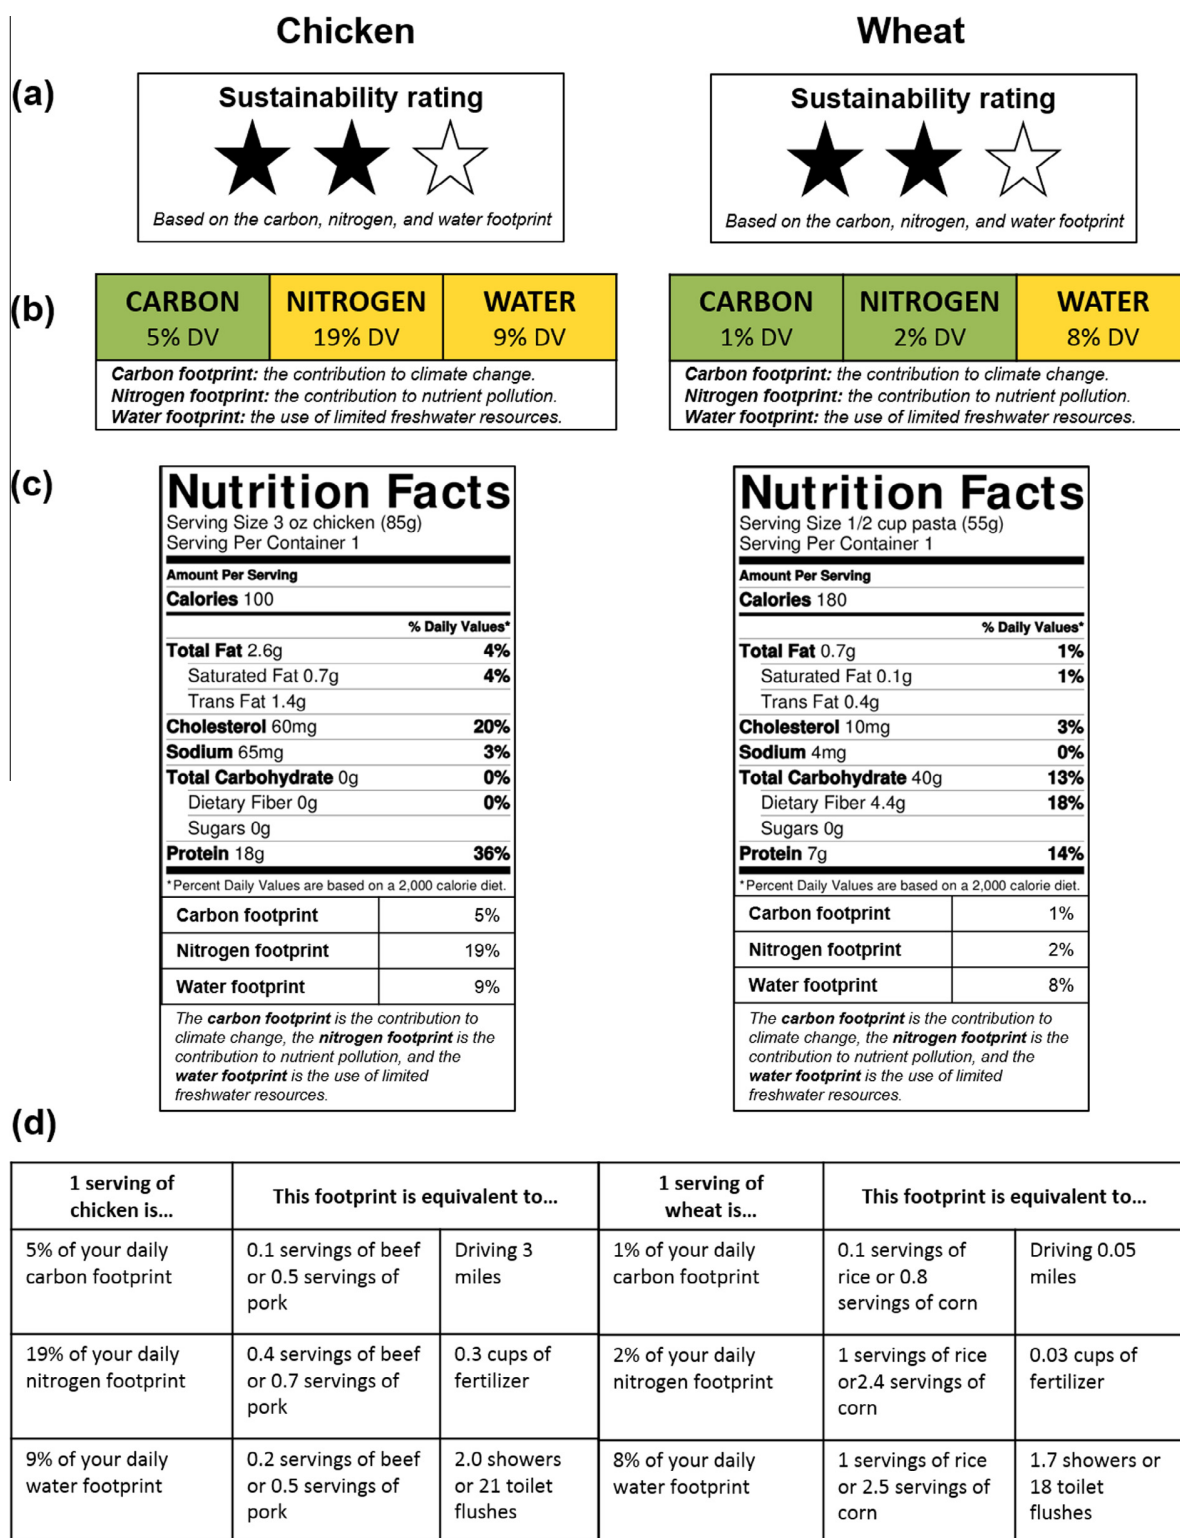 Chicken
Wheat
(a)
Sustainability rating
Based on the carbon, nitrogen, and water footprint
Sustainability rating
Based on the carbon, nitrogen, and water footprint
(b)
CARBON NITROGEN WATER
5% DV 19% DV 9% DV
Carbon footprint: the contribution to climate change.
Nitrogen footprint: the contribution to nutrient pollution.
Water footprint: the use of limited freshwater resources.
CARBON NITROGEN WATER
1% DV 2% DV 8% DV
Carbon footprint: the contribution to climate change.
Nitrogen footprint: the contribution to nutrient pollution.
Water footprint: the use of limited freshwater resources.
(c)
Nutrition Facts
Serving Size 3 oz chicken (85g)
Serving Per Container 1
Amount Per Serving
Calories 100
% Daily Values*
Total Fat 2.6g 4%
Saturated Fat 0.7g 4%
Trans Fat 1.4g
Cholesterol 60mg 20%
Sodium 65mg 3%
Total Carbohydrate 0g 0%
Dietary Fiber 0g 0%
Sugars 0g
Protein 18g 36%
*Percent Daily Values are based on a 2,000 calorie diet.
Carbon footprint 5%
Nitrogen footprint 19%
Water footprint 9%
The carbon footprint is the contribution to
climate change, the nitrogen footprint is the
contribution to nutrient pollution, and the
water footprint is the use of limited
freshwater resources.
Nutrition Facts
Serving Size 1/2 cup pasta (55g)
Serving Per Container 1
Amount Per Serving
Calories 180
% Daily Values*
Total Fat 0.7g 1%
Saturated Fat 0.1g 1%
Trans Fat 0.4g
Cholesterol 10mg 3%
Sodium 4mg 0%
Total Carbohydrate 40g 13%
Dietary Fiber 4.4g 18%
Sugars 0g
Protein 7g 14%
*Percent Daily Values are based on a 2,000 calorie diet.
Carbon footprint 1%
Nitrogen footprint 2%
Water footprint 8%
The carbon footprint is the contribution to
climate change, the nitrogen footprint is the
contribution to nutrient pollution, and the
water footprint is the use of limited
freshwater resources.
(d)
1 serving of
chicken is...
This footprint is equivalent to...
1 serving of
wheat is...
This footprint is equivalent to...
5% of your daily
carbon footprint
0.1 servings of beef
or 0.5 servings of
pork
Driving 3
miles
1% of your daily
carbon footprint
0.1 servings of
rice or 0.8
servings of corn
Driving 0.05
miles
19% of your daily
nitrogen footprint
0.4 servings of beef
or 0.7 servings of
pork
0.3 cups of
fertilizer
2% of your daily
nitrogen footprint
1 servings of rice
or2.4 servings of
corn
0.03 cups of
fertilizer
9% of your daily
water footprint
0.2 servings of beef
or 0.5 servings of
pork
2.0 showers
or 21 toilet
flushes
8% of your daily
water footprint
1 servings of rice
or 2.5 servings of
corn
1.7 showers or
18 toilet
flushes